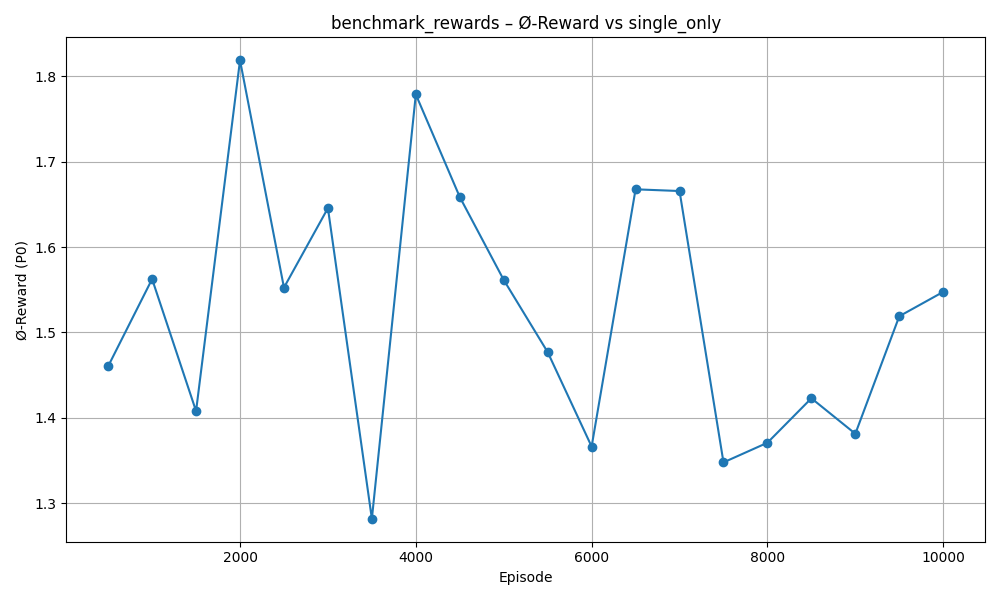 benchmark_rewards – Ø-Reward vs single_only
Ø-Reward (P0)
1.8
1.7
1.6
1.5
1.4
1.3
2000 4000 6000 8000 10000
Episode